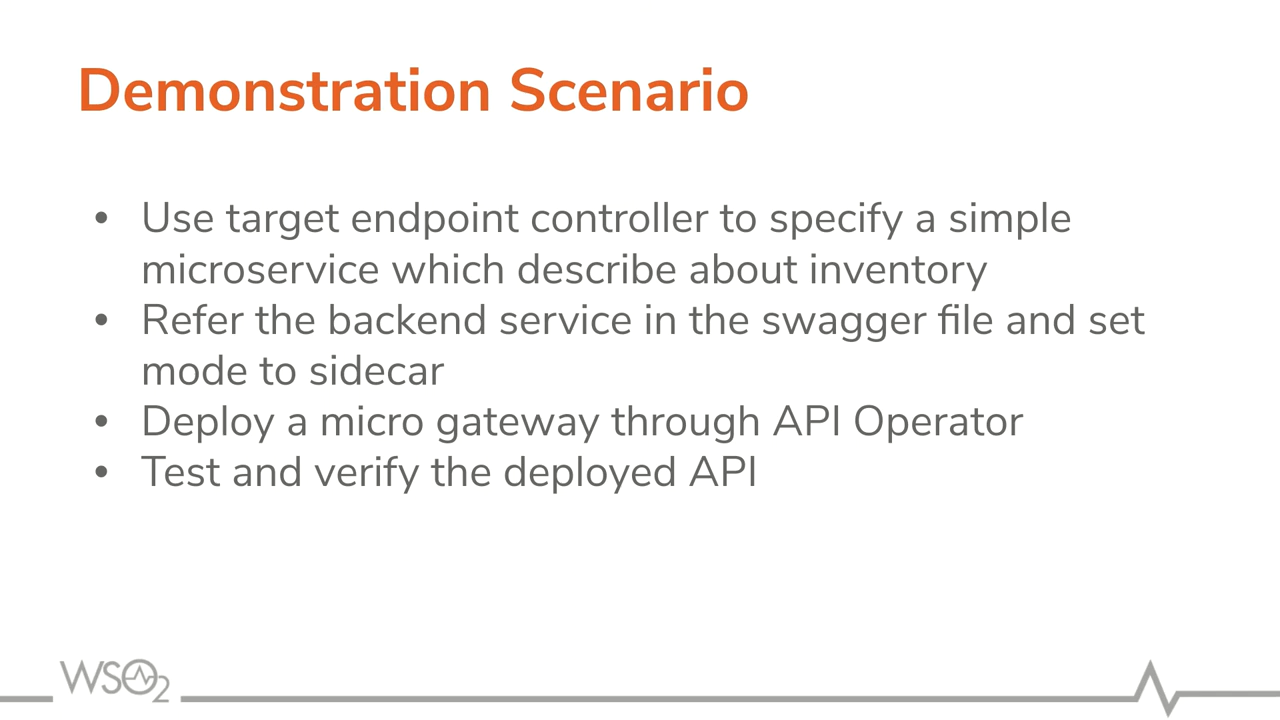 Demonstration Scenario
• Use target endpoint controller to specify a simple
microservice which describe about inventory
• Refer the backend service in the swagger file and set
mode to sidecar
• Deploy a micro gateway through API Operator
• Test and verify the deployed API
WSO2